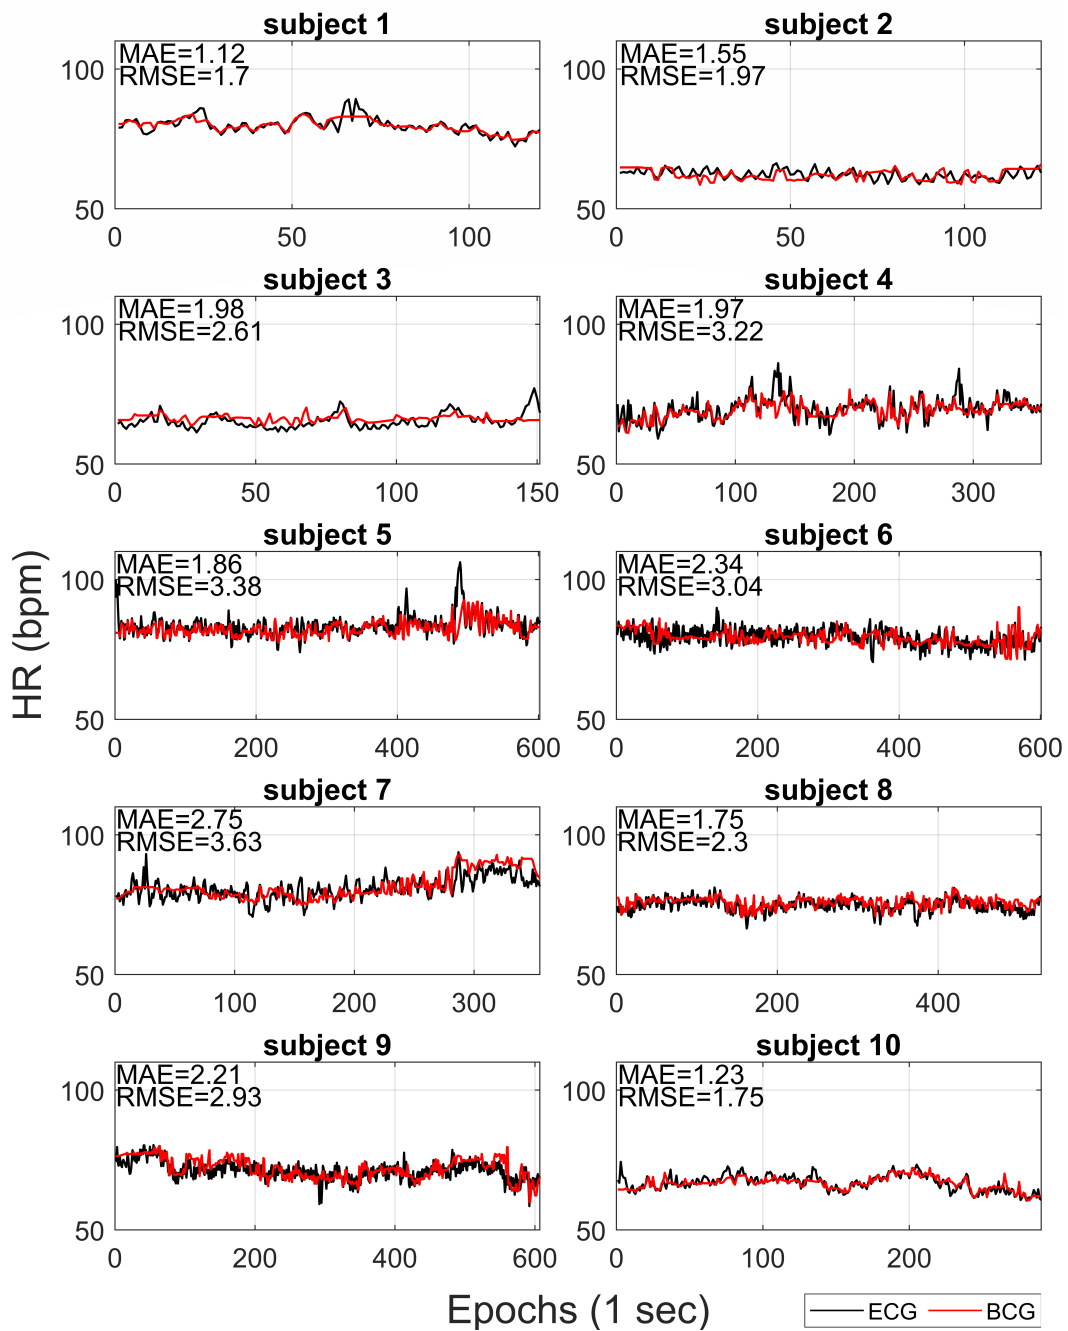 subject 1
MAE=1.12
RMSE=1.7
100
50
0 50 100
subject 2
MAE=1.55
RMSE=1.97
100
50
0 50 100
subject 3
MAE=1.98
RMSE=2.61
100
50
0 50 100 150
subject 4
MAE=1.97
RMSE=3.22
100
50
0 100 200 300
subject 5
MAE=1.86
RMSE=3.38
100
50
0 200 400 600
subject 6
MAE=2.34
RMSE=3.04
100
50
0 200 400 600
subject 7
MAE=2.75
RMSE=3.63
100
50
0 100 200 300
subject 8
MAE=1.75
RMSE=2.3
100
50
0 200 400
subject 9
MAE=2.21
RMSE=2.93
100
50
0 200 400 600
subject 10
MAE=1.23
RMSE=1.75
100
50
0 100 200
HR (bpm)
Epochs (1 sec)
ECG BCG